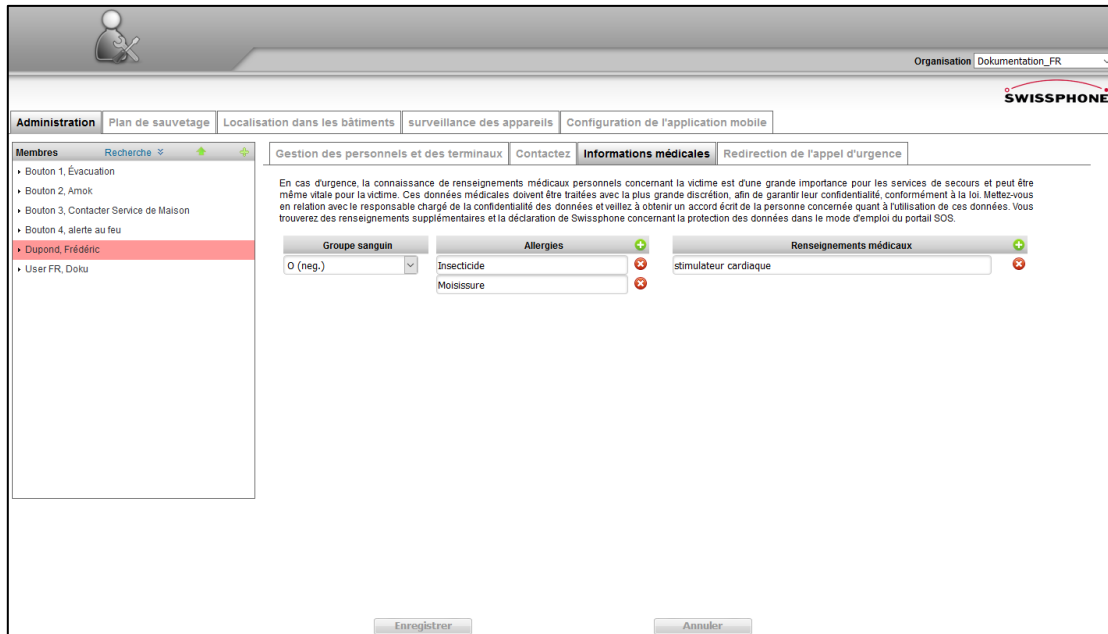 Organisation Dokumentation_FR
SWISSPHONE
Administration Plan de sauvetage Localisation dans les bâtiments surveillance des appareils Configuration de l'application mobile
Membres Recherche
Bouton 1, Évacuation
Bouton 2, Amok
Bouton 3, Contacter Service de Maison
Bouton 4, alerte au feu
Dupond, Frédéric
User FR, Doku
Gestion des personnels et des terminaux Contactez Informations médicales Redirection de l'appel d'urgence
En cas d'urgence, la connaissance de renseignements médicaux personnels concernant la victime est d'une grande importance pour les services de secours et peut être
même vitale pour la victime. Ces données médicales doivent être traitées avec la plus grande discrétion, afin de garantir leur confidentialité, conformément à la loi. Mettez-vous
en relation avec le responsable chargé de la confidentialité des données et veillez à obtenir un accord écrit de la personne concernée quant à l'utilisation de ces données. Vous
trouverez des renseignements supplémentaires et la déclaration de Swissphone concernant la protection des données dans le mode d'emploi du portail SOS.
Groupe sanguin Allergies Renseignements médicaux
O (neg.) Insecticide stimulateur cardiaque
Moisissure
Enregistrer Annuler